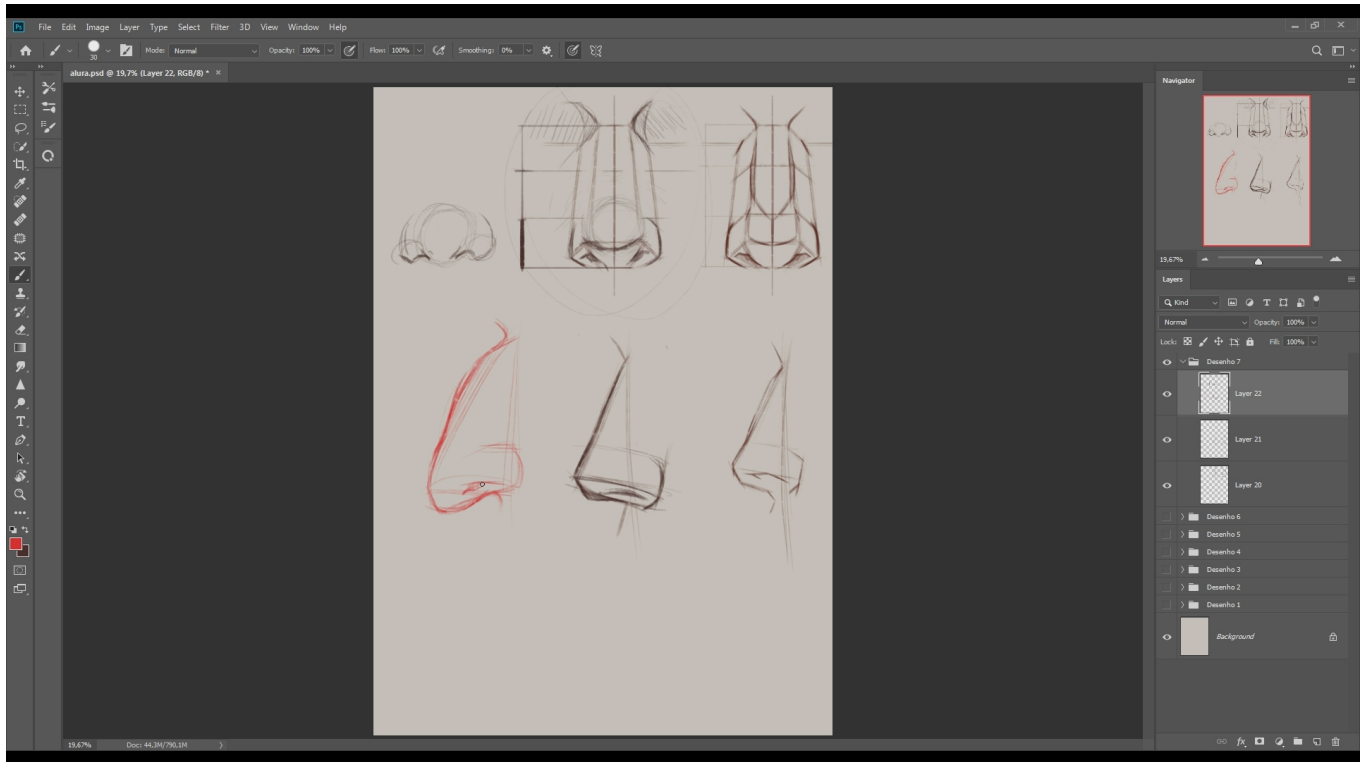 Ps File Edit Image Layer Type Select Filter 3D View Window Help
30 Mode: Normal Opacity: 100% Flow: 100% Smoothing: 0%
alura.psd @ 19,7% (Layer 22, RGB/8) * ×
Navigator
19,67%
Layers
Kind
Normal Opacity: 100%
Lock: Fill: 100%
Desenho 7
Layer 22
Layer 21
Layer 20
Desenho 6
Desenho 5
Desenho 4
Desenho 3
Desenho 2
Desenho 1
Background
19,67% Doc: 44,3M/790,1M
fx